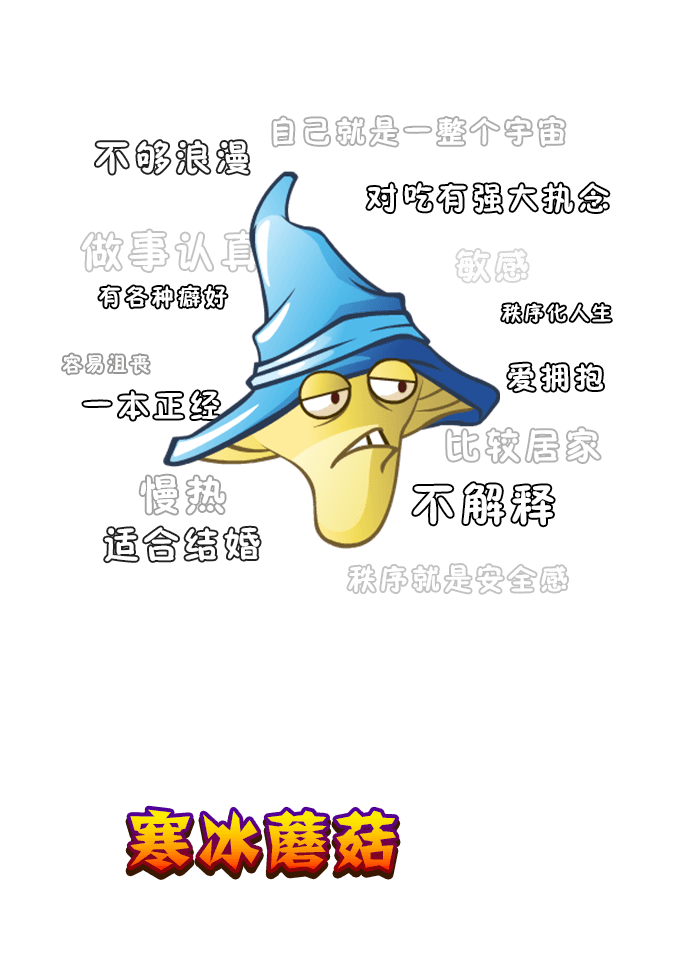 自己就是一整个宇宙
不够浪漫
对吃有强大执念
做事认真
敏感
有各种癖好
秩序化人生
容易沮丧
爱拥抱
一本正经
比较居家
慢热
不解释
适合结婚
秩序就是安全感
寒冰蘑菇